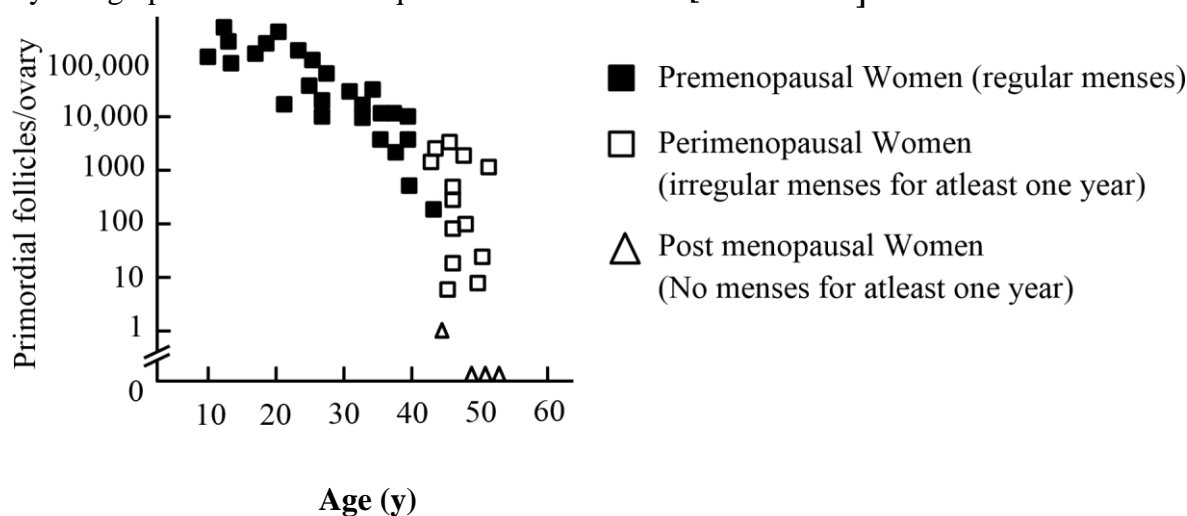 Primordial follicles/ovary
100,000
10,000
1000
100
10
1
0
10 20 30 40 50 60
Age (y)
Premenopausal Women (regular menses)
Perimenopausal Women
(irregular menses for atleast one year)
Post menopausal Women
(No menses for atleast one year)